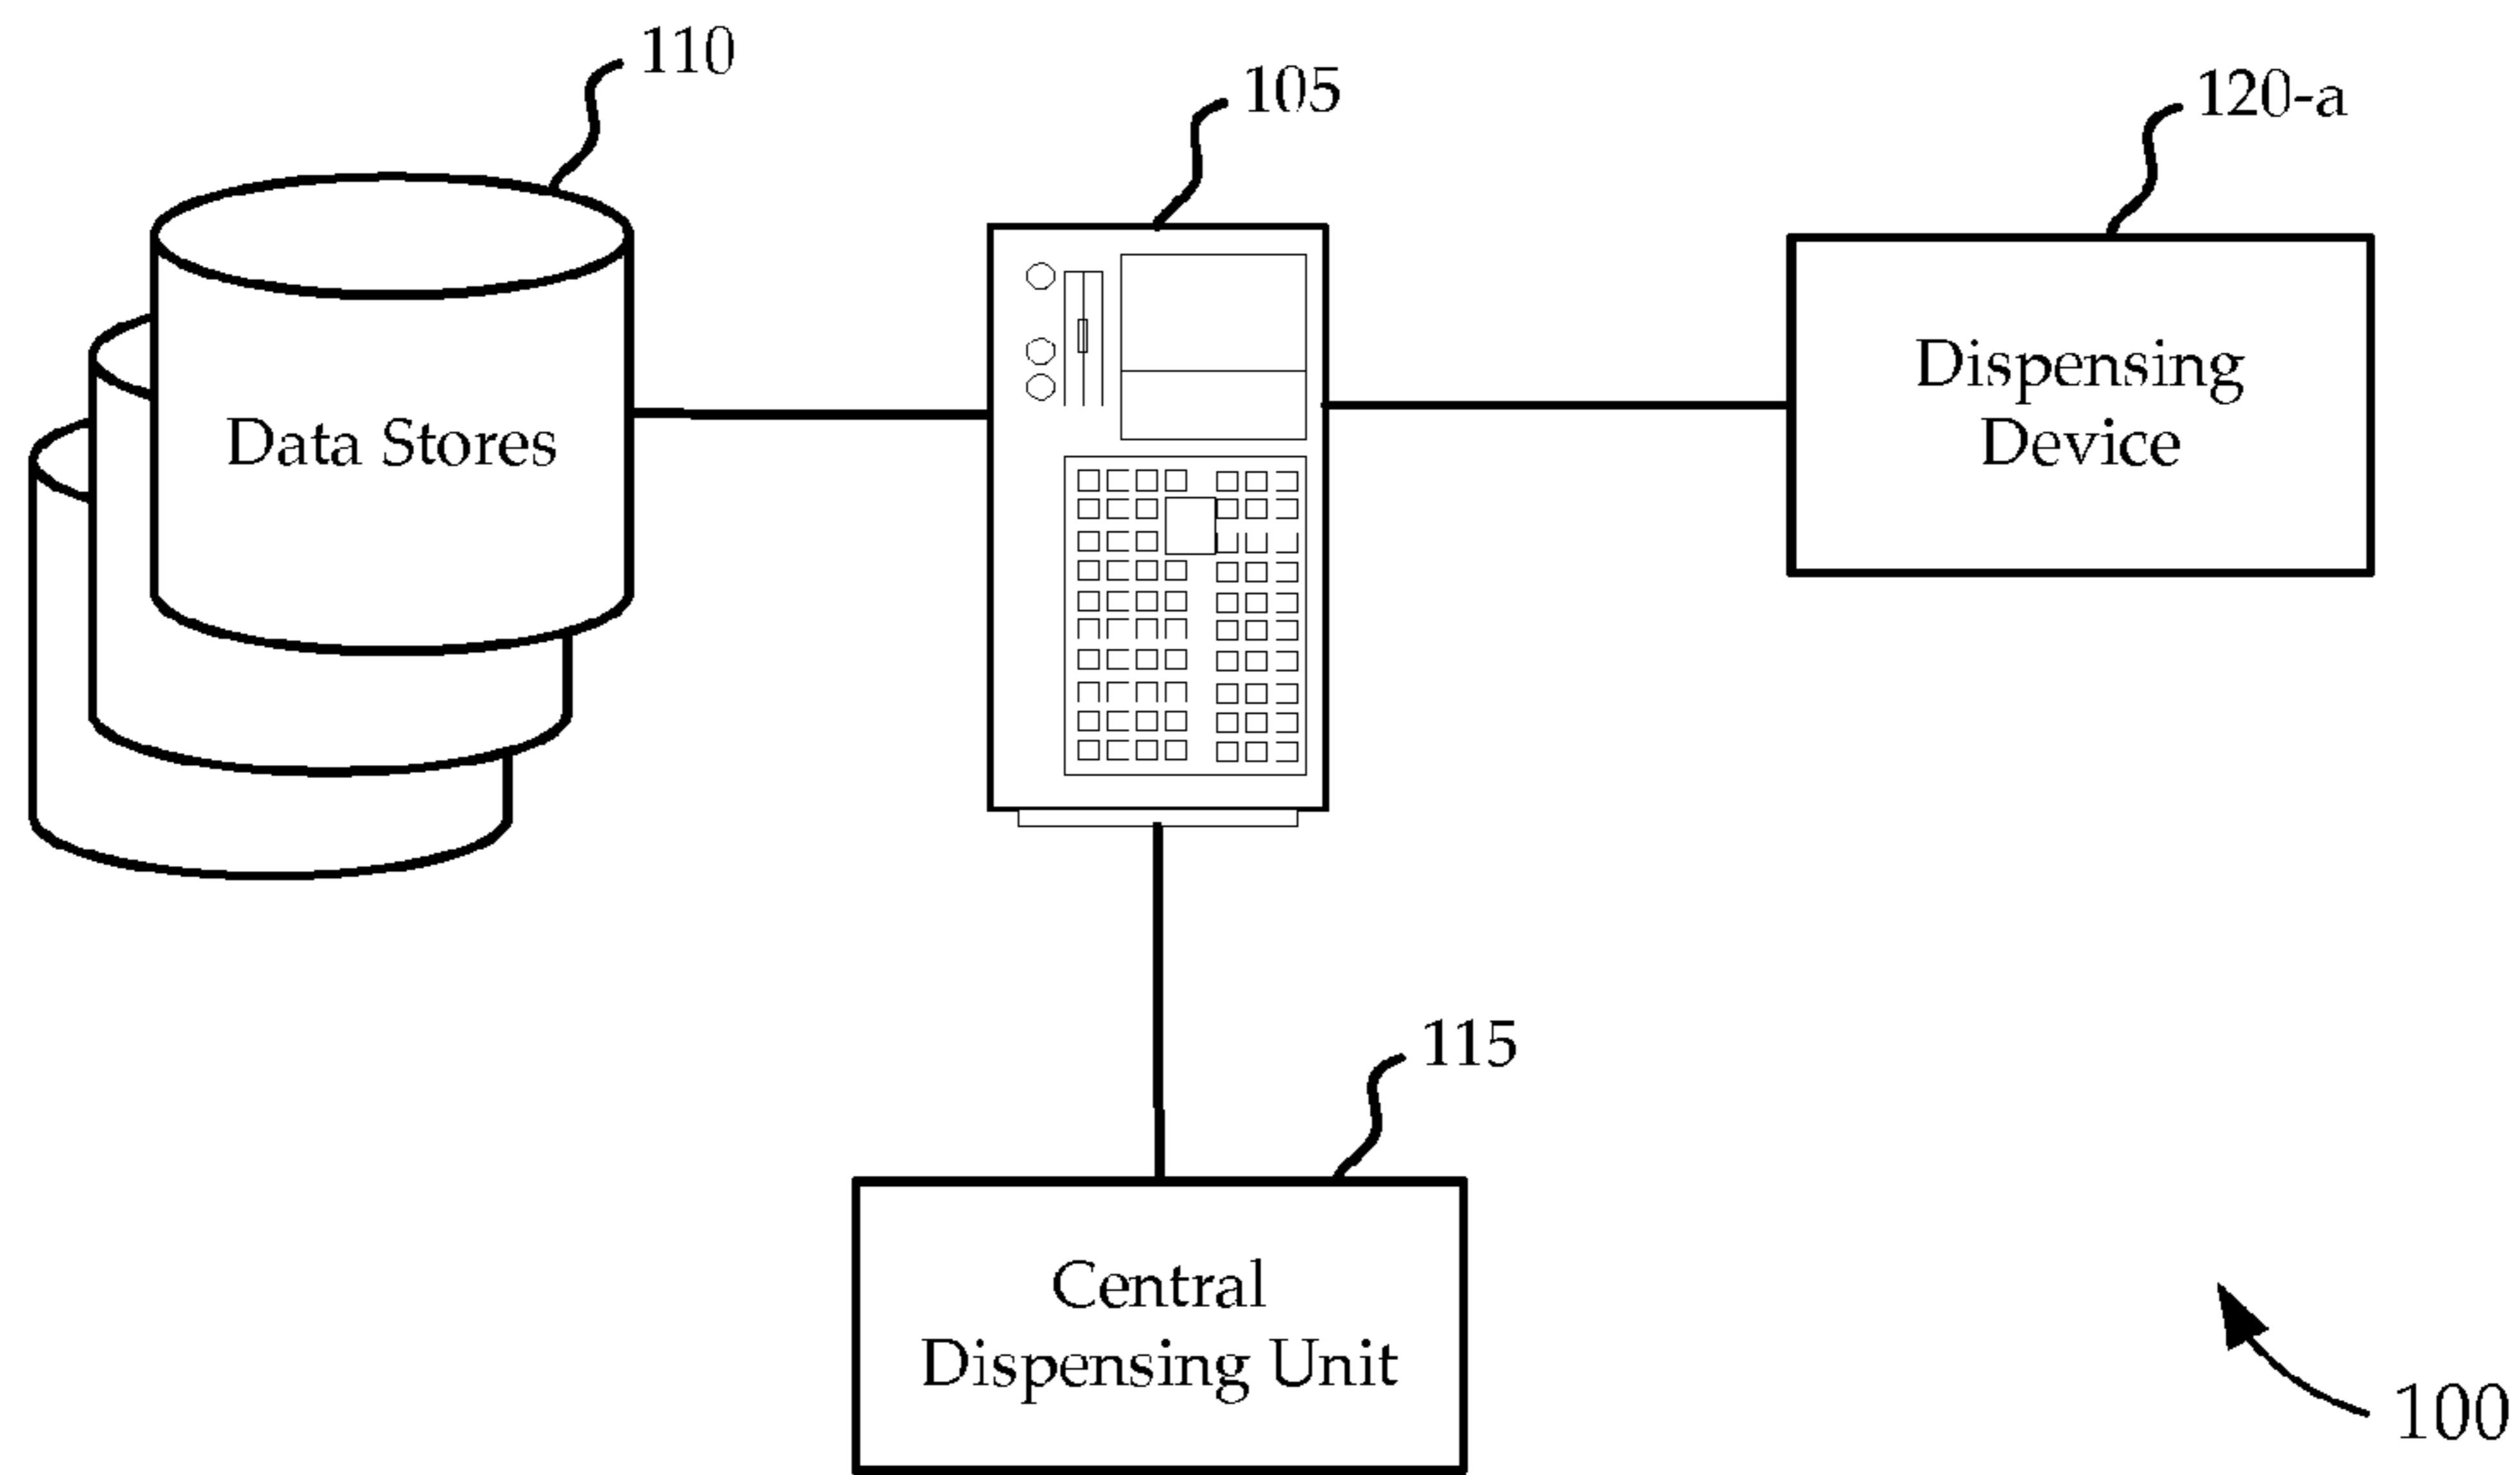 110
105
120-a
Data Stores
Dispensing
Device
115
Central
Dispensing Unit
100